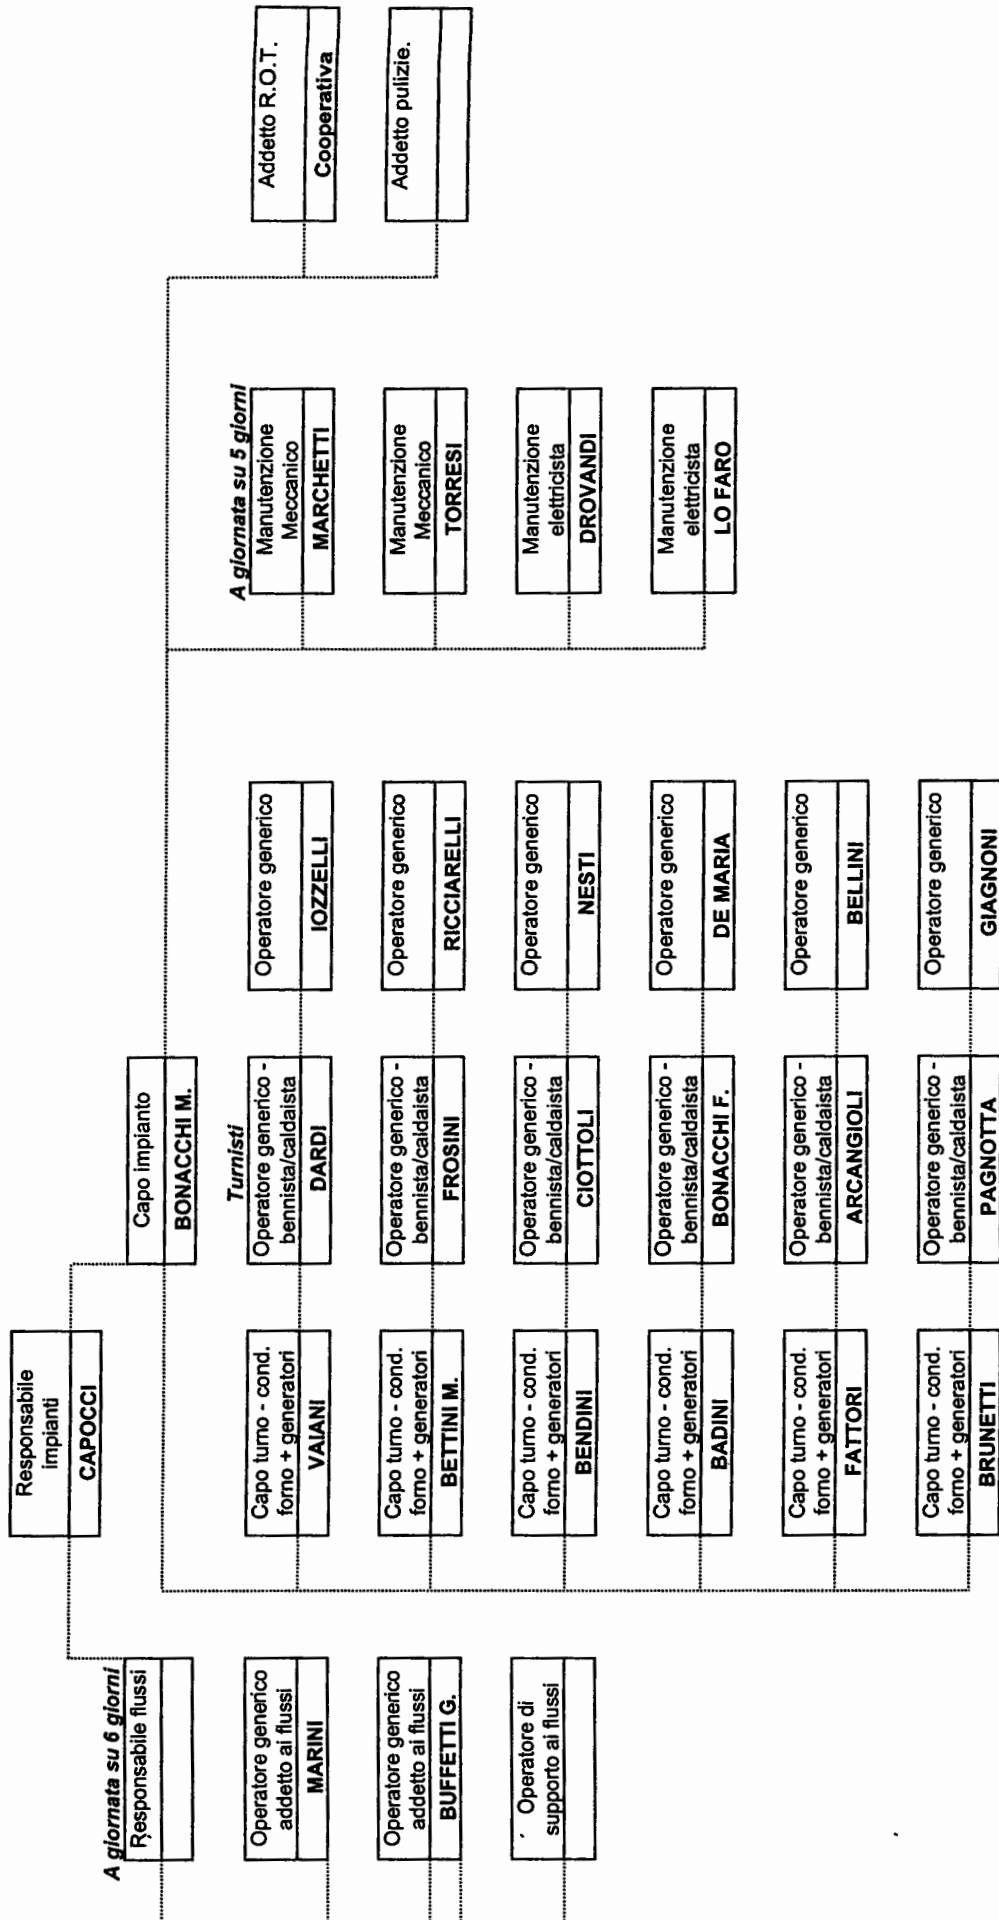 Responsabile
impianti
CAPOCCI
Capo impianto
BONACCHI M.
A giornata su 6 giorni
Responsabile flussi
Operatore generico
addetto ai flussi
MARINI
Operatore generico
addetto ai flussi
BUFFETTI G.
Operatore di
supporto ai flussi
Turnisti
Capo turno - cond.
forno + generatori
VAIANI
Operatore generico -
bennista/caldaista
DARDI
Operatore generico
IOZZELLI
Capo turno - cond.
forno + generatori
BETTINI M.
Operatore generico -
bennista/caldaista
FROSINI
Operatore generico
RICCIARELLI
Capo turno - cond.
forno + generatori
BENDINI
Operatore generico -
bennista/caldaista
CIOTTOLI
Operatore generico
NESTI
Capo turno - cond.
forno + generatori
BADINI
Operatore generico -
bennista/caldaista
BONACCHI F.
Operatore generico
DE MARIA
Capo turno - cond.
forno + generatori
FATTORI
Operatore generico -
bennista/caldaista
ARCANGIOLI
Operatore generico
BELLINI
Capo turno - cond.
forno + generatori
BRUNETTI
Operatore generico -
bennista/caldaista
PAGNOTTA
Operatore generico
GIAGNONI
A giornata su 5 giorni
Manutenzione
Meccanico
MARCHETTI
Manutenzione
Meccanico
TORRESI
Manutenzione
elettricista
DROVANDI
Manutenzione
elettricista
LO FARO
Addetto R.O.T.
Cooperativa
Addetto pulizie.